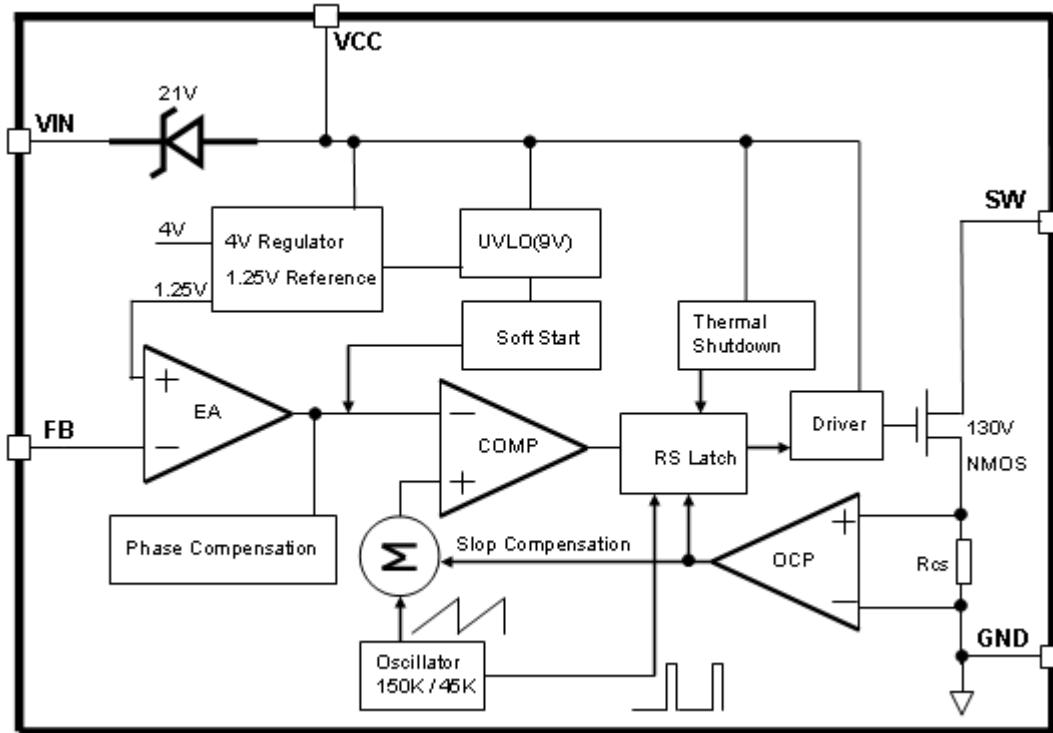 VCC
21V
VIN
SW
4V
4V Regulator
1.25V Reference
UVLO(9V)
1.25V
Soft Start
Thermal
Shutdown
+
EA
−
FB
−
COMP
+
RS Latch
Driver
130V
NMOS
Phase Compensation
Σ
Slop Compensation
+
OCP
−
Rcs
GND
Oscillator
150K / 45K